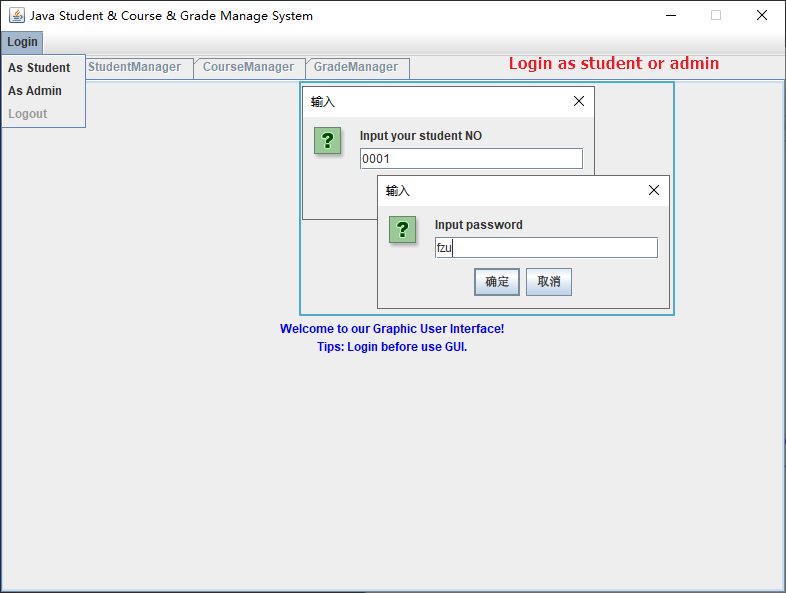 Java Student & Course & Grade Manage System
Login
As Student
As Admin
Logout
StudentManager
CourseManager
GradeManager
Login as student or admin
输入
Input your student NO
0001
输入
Input password
fzu
确定
取消
Welcome to our Graphic User Interface!
Tips: Login before use GUI.